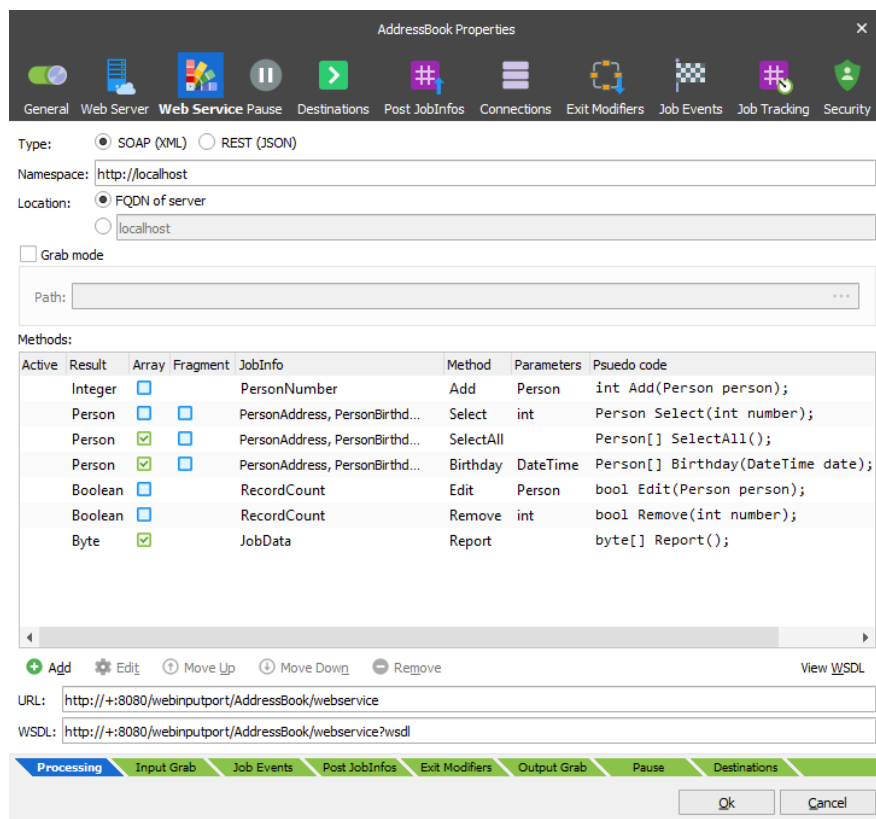 AddressBook Properties
General Web Server Web Service Pause Destinations Post JobInfos Connections Exit Modifiers Job Events Job Tracking Security
Type: SOAP (XML) REST (JSON)
Namespace: http://localhost
Location: FQDN of server
localhost
Grab mode
Path: ...
Methods:
Active Result Array Fragment JobInfo Method Parameters Psuedo code
Integer PersonNumber Add Person int Add(Person person);
Person PersonAddress, PersonBirthd... Select int Person Select(int number);
Person PersonAddress, PersonBirthd... SelectAll Person[] SelectAll();
Person PersonAddress, PersonBirthd... Birthday DateTime Person[] Birthday(DateTime date);
Boolean RecordCount Edit Person bool Edit(Person person);
Boolean RecordCount Remove int bool Remove(int number);
Byte JobData Report byte[] Report();
Add Edit Move Up Move Down Remove View WSDL
URL: http://+:8080/webinputport/AddressBook/webservice
WSDL: http://+:8080/webinputport/AddressBook/webservice?wsdl
Processing Input Grab Job Events Post JobInfos Exit Modifiers Output Grab Pause Destinations
Ok Cancel